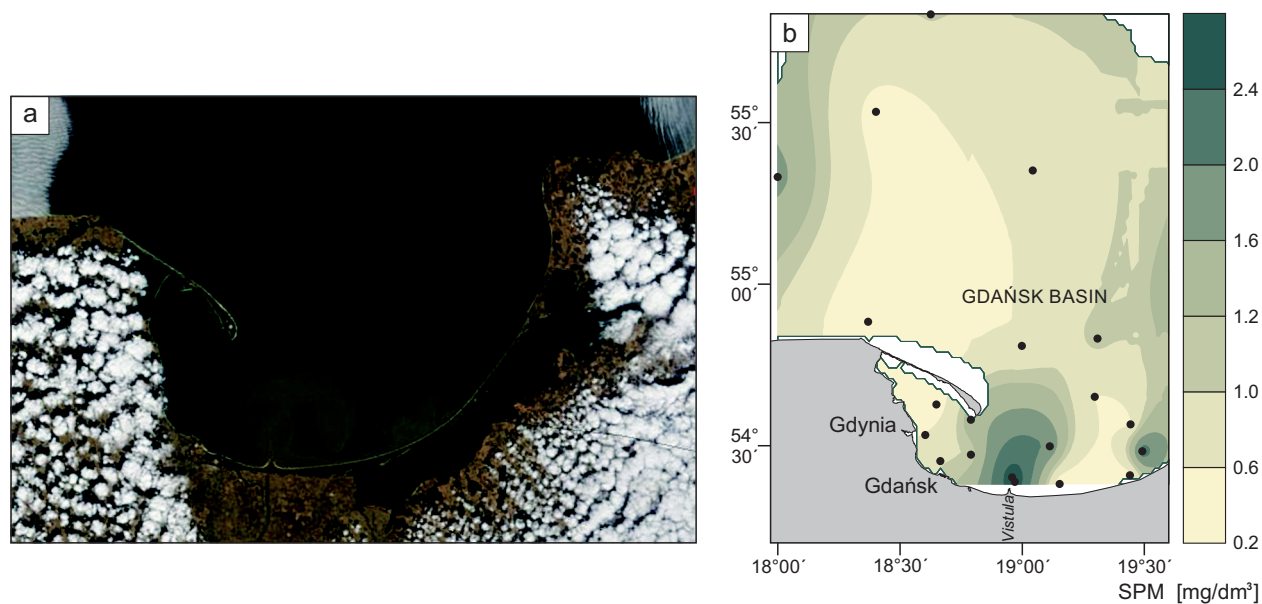 a
b
55°
30´
55°
00´
54°
30´
GDAŃSK BASIN
Gdynia
Gdańsk
Vistula
18°00´
18°30´
19°00´
19°30´
2.4
2.0
1.6
1.2
1.0
0.6
0.2
SPM [mg/dm³]